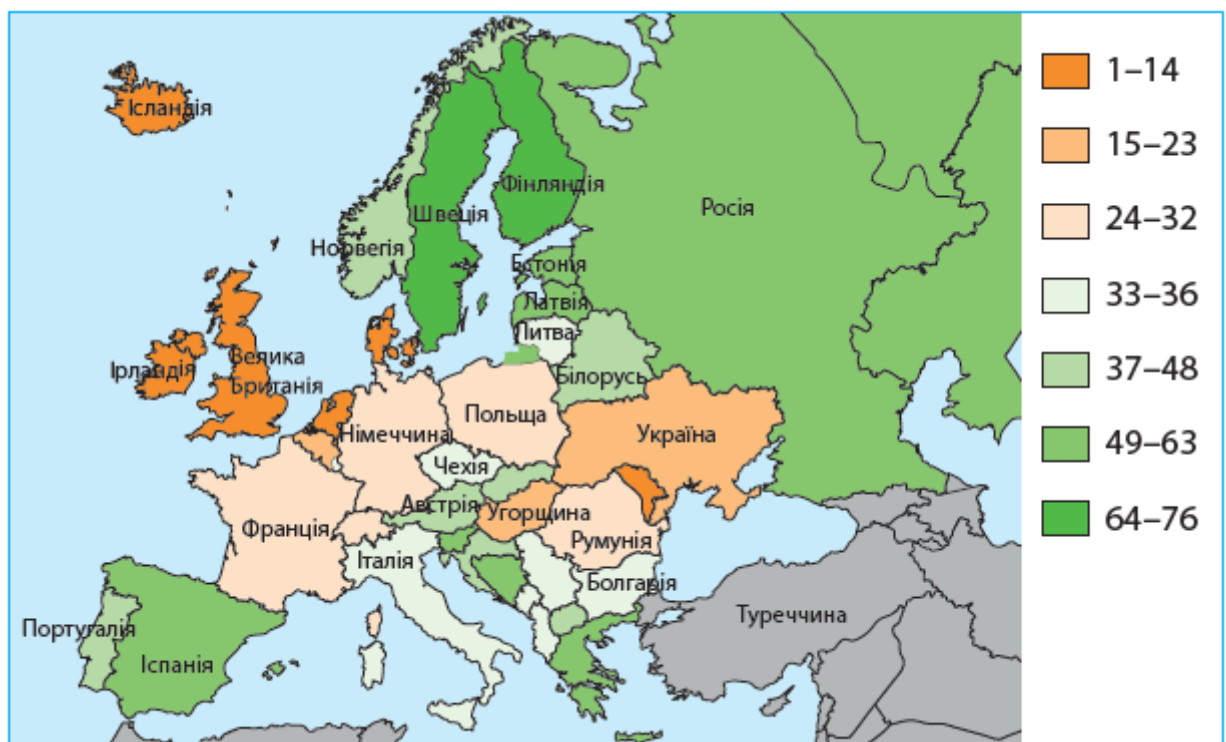 Ісландія
Швеція
Фінляндія
Росія
Норвегія
Естонія
Латвія
Литва
Ірландія
Велика
Британія
Білорусь
Польща
Німеччина
Україна
Чехія
Австрія
Угорщина
Франція
Румунія
Італія
Болгарія
Туреччина
Португалія
Іспанія
1–14
15–23
24–32
33–36
37–48
49–63
64–76